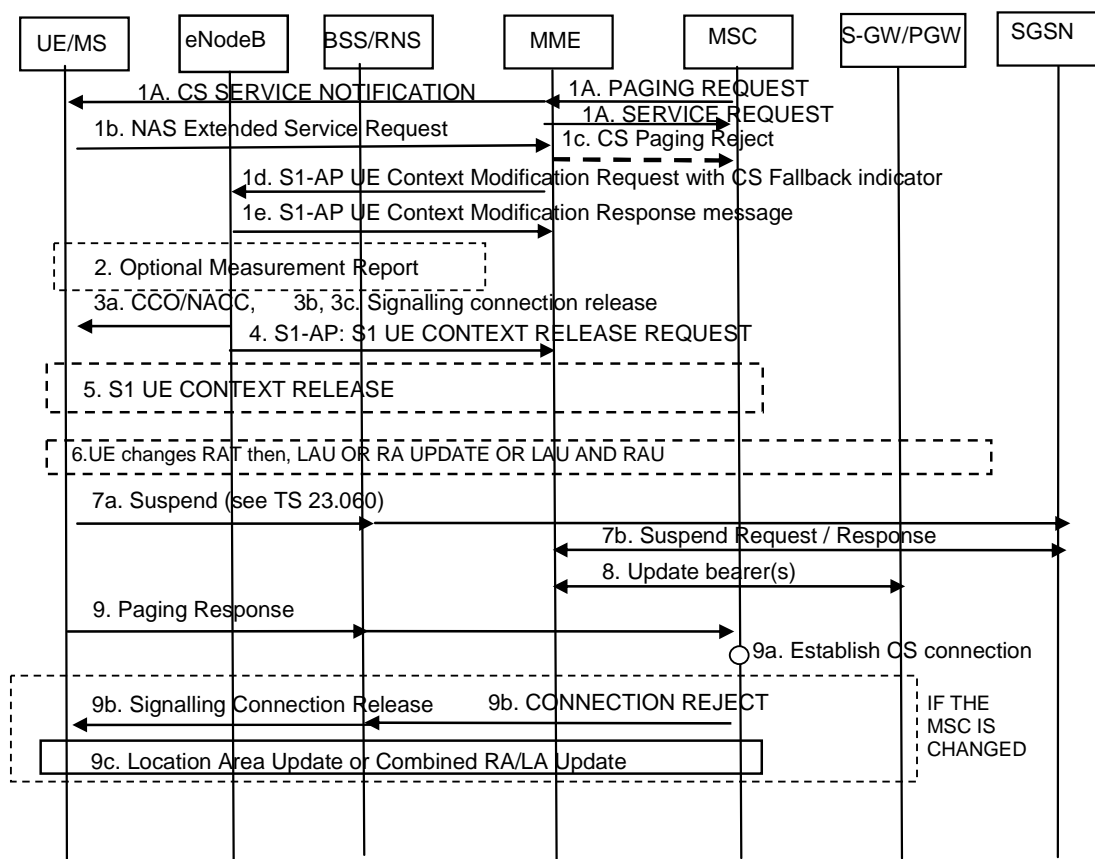 UE/MS
eNodeB
BSS/RNS
MME
MSC
S-GW/PGW
SGSN
1A. CS SERVICE NOTIFICATION
1A. PAGING REQUEST
1A. SERVICE REQUEST
1b. NAS Extended Service Request
1c. CS Paging Reject
1d. S1-AP UE Context Modification Request with CS Fallback indicator
1e. S1-AP UE Context Modification Response message
2. Optional Measurement Report
3a. CCO/NACC, 3b, 3c. Signalling connection release
4. S1-AP: S1 UE CONTEXT RELEASE REQUEST
5. S1 UE CONTEXT RELEASE
6.UE changes RAT then, LAU OR RA UPDATE OR LAU AND RAU
7a. Suspend (see TS 23.060)
7b. Suspend Request / Response
8. Update bearer(s)
9. Paging Response
9a. Establish CS connection
9b. Signalling Connection Release
9b. CONNECTION REJECT
IF THE
MSC IS
CHANGED
9c. Location Area Update or Combined RA/LA Update